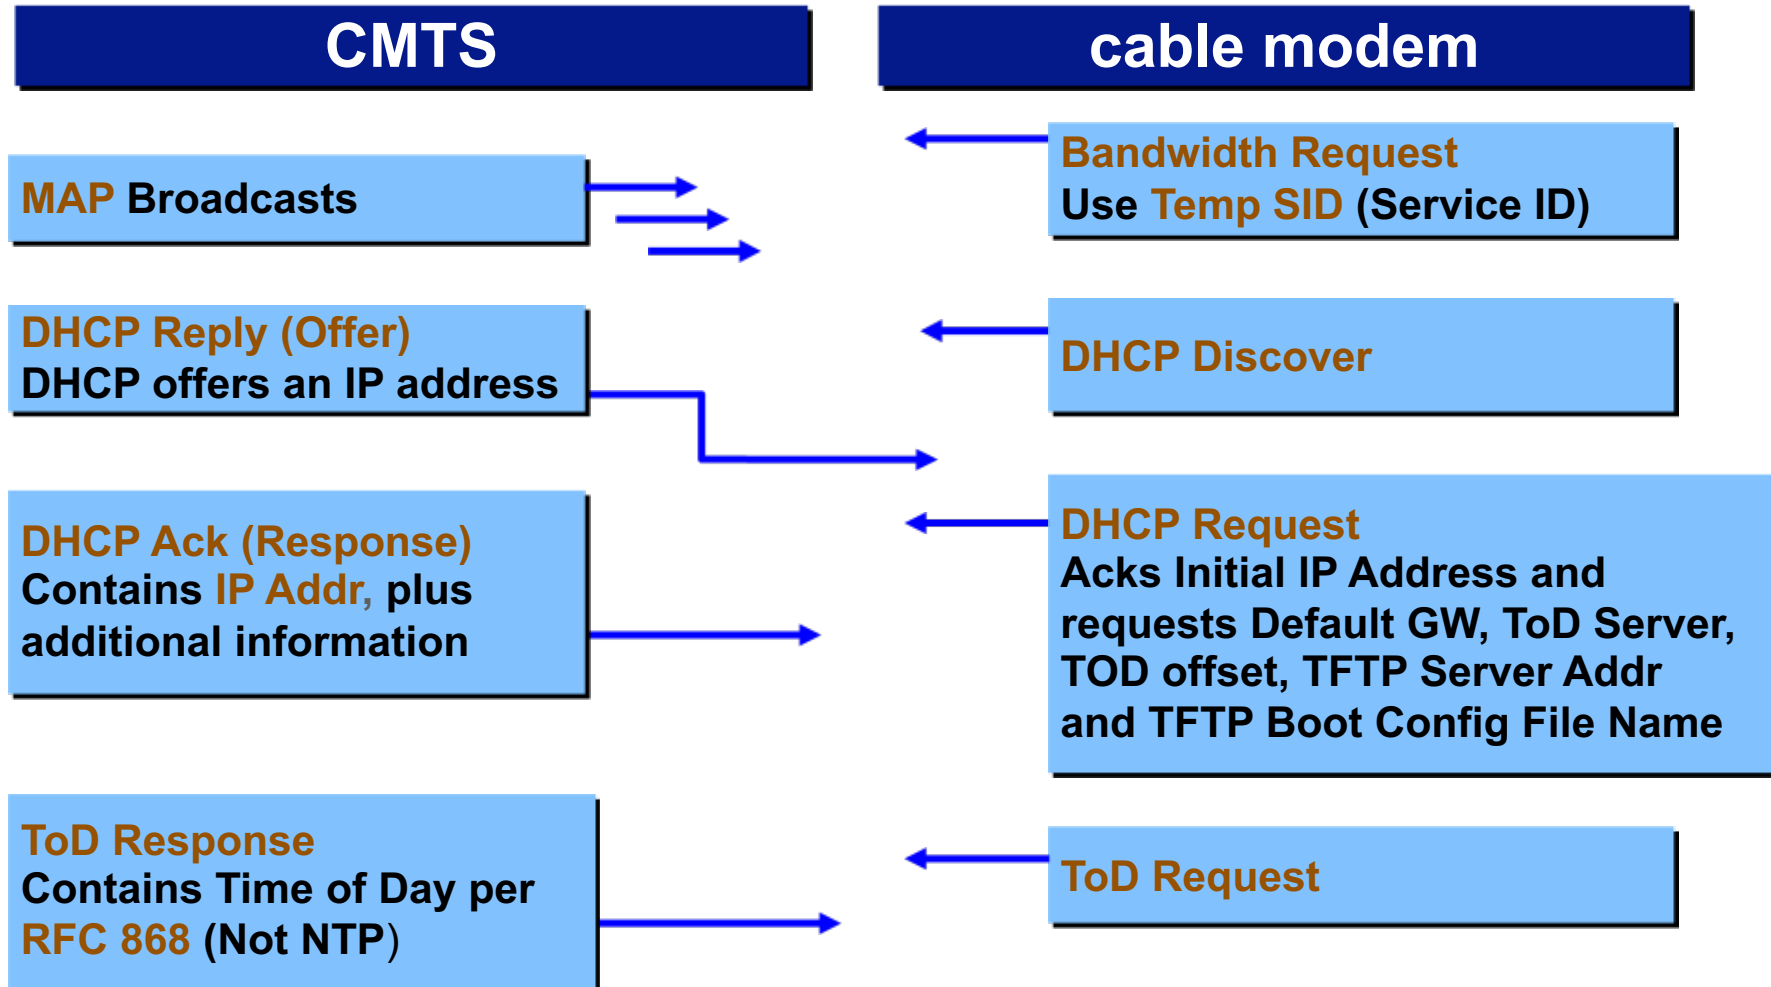 CMTS
cable modem
MAP Broadcasts
Bandwidth Request
Use Temp SID (Service ID)
DHCP Reply (Offer)
DHCP offers an IP address
DHCP Discover
DHCP Ack (Response)
Contains IP Addr, plus
additional information
DHCP Request
Acks Initial IP Address and
requests Default GW, ToD Server,
TOD offset, TFTP Server Addr
and TFTP Boot Config File Name
ToD Response
Contains Time of Day per
RFC 868 (Not NTP)
ToD Request